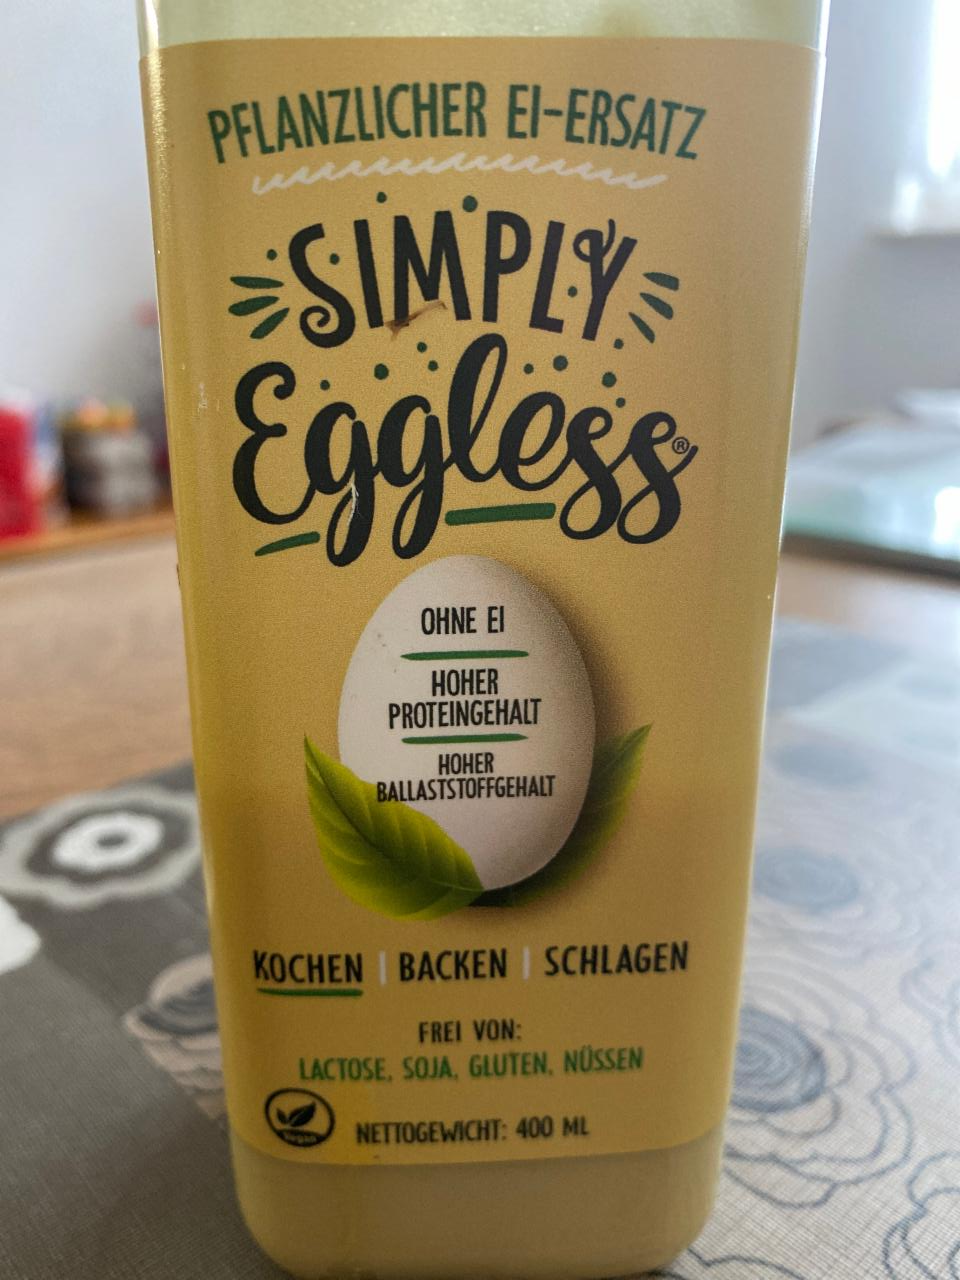 PFLANZLICHER EI-ERSATZ
SIMPLY
Eggless®
OHNE EI
HOHER
PROTEINGEHALT
HOHER
BALLASTSTOFFGEHALT
KOCHEN | BACKEN | SCHLAGEN
FREI VON:
LACTOSE, SOJA, GLUTEN, NÜSSEN
Vegan
NETTOGEWICHT: 400 ML